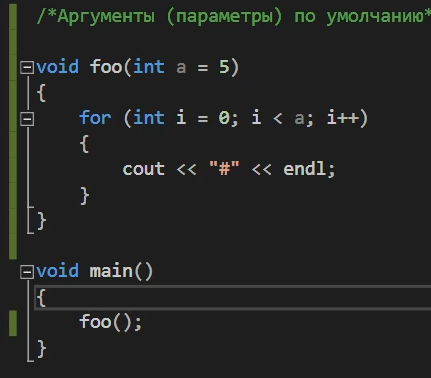 /*Аргументы (параметры) по умолчанию*
void foo(int a = 5)
{
for (int i = 0; i < a; i++)
{
cout << "#" << endl;
}
}
void main()
{
foo();
}